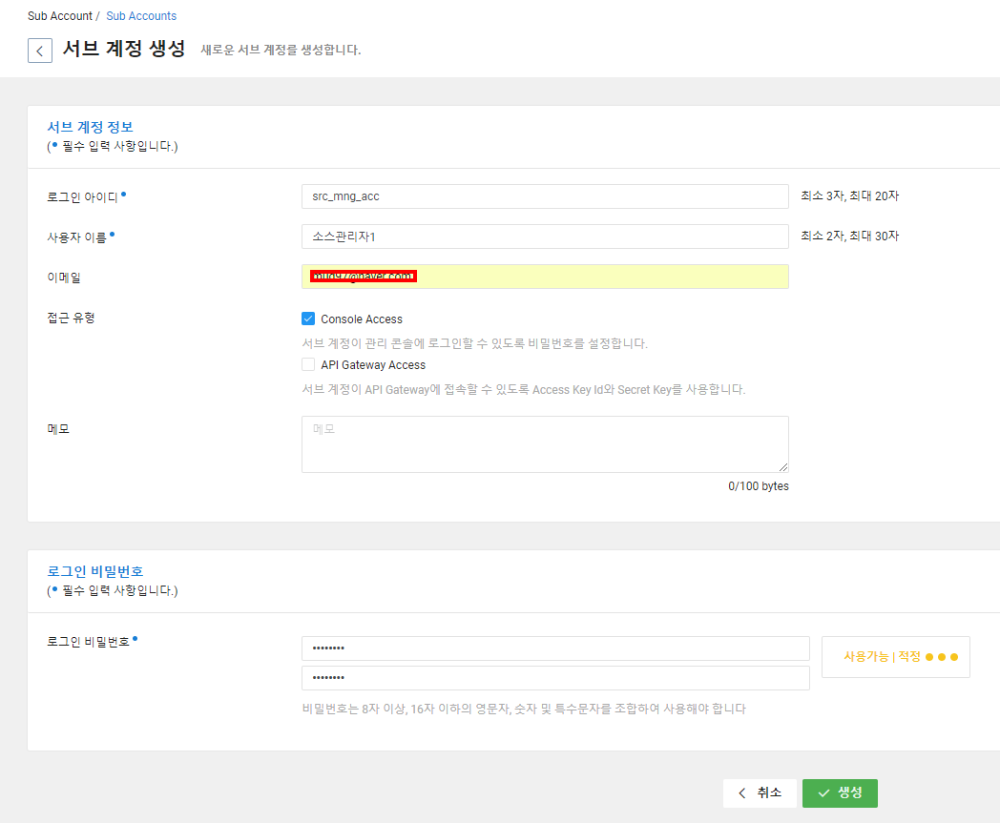 Sub Account / Sub Accounts
서브 계정 생성 새로운 서브 계정를 생성합니다.
서브 계정 정보
(• 필수 입력 사항입니다.)
로그인 아이디• src_mng_acc 최소 3자, 최대 20자
사용자 이름• 소스관리자1 최소 2자, 최대 30자
이메일
접근 유형 Console Access
서브 계정이 관리 콘솔에 로그인할 수 있도록 비밀번호를 설정합니다.
API Gateway Access
서브 계정이 API Gateway에 접속할 수 있도록 Access Key Id와 Secret Key를 사용합니다.
메모 메모
0/100 bytes
로그인 비밀번호
(• 필수 입력 사항입니다.)
로그인 비밀번호• ••••••••
사용가능 | 적정 ●●●
••••••••
비밀번호는 8자 이상, 16자 이하의 영문자, 숫자 및 특수문자를 조합하여 사용해야 합니다
취소 생성